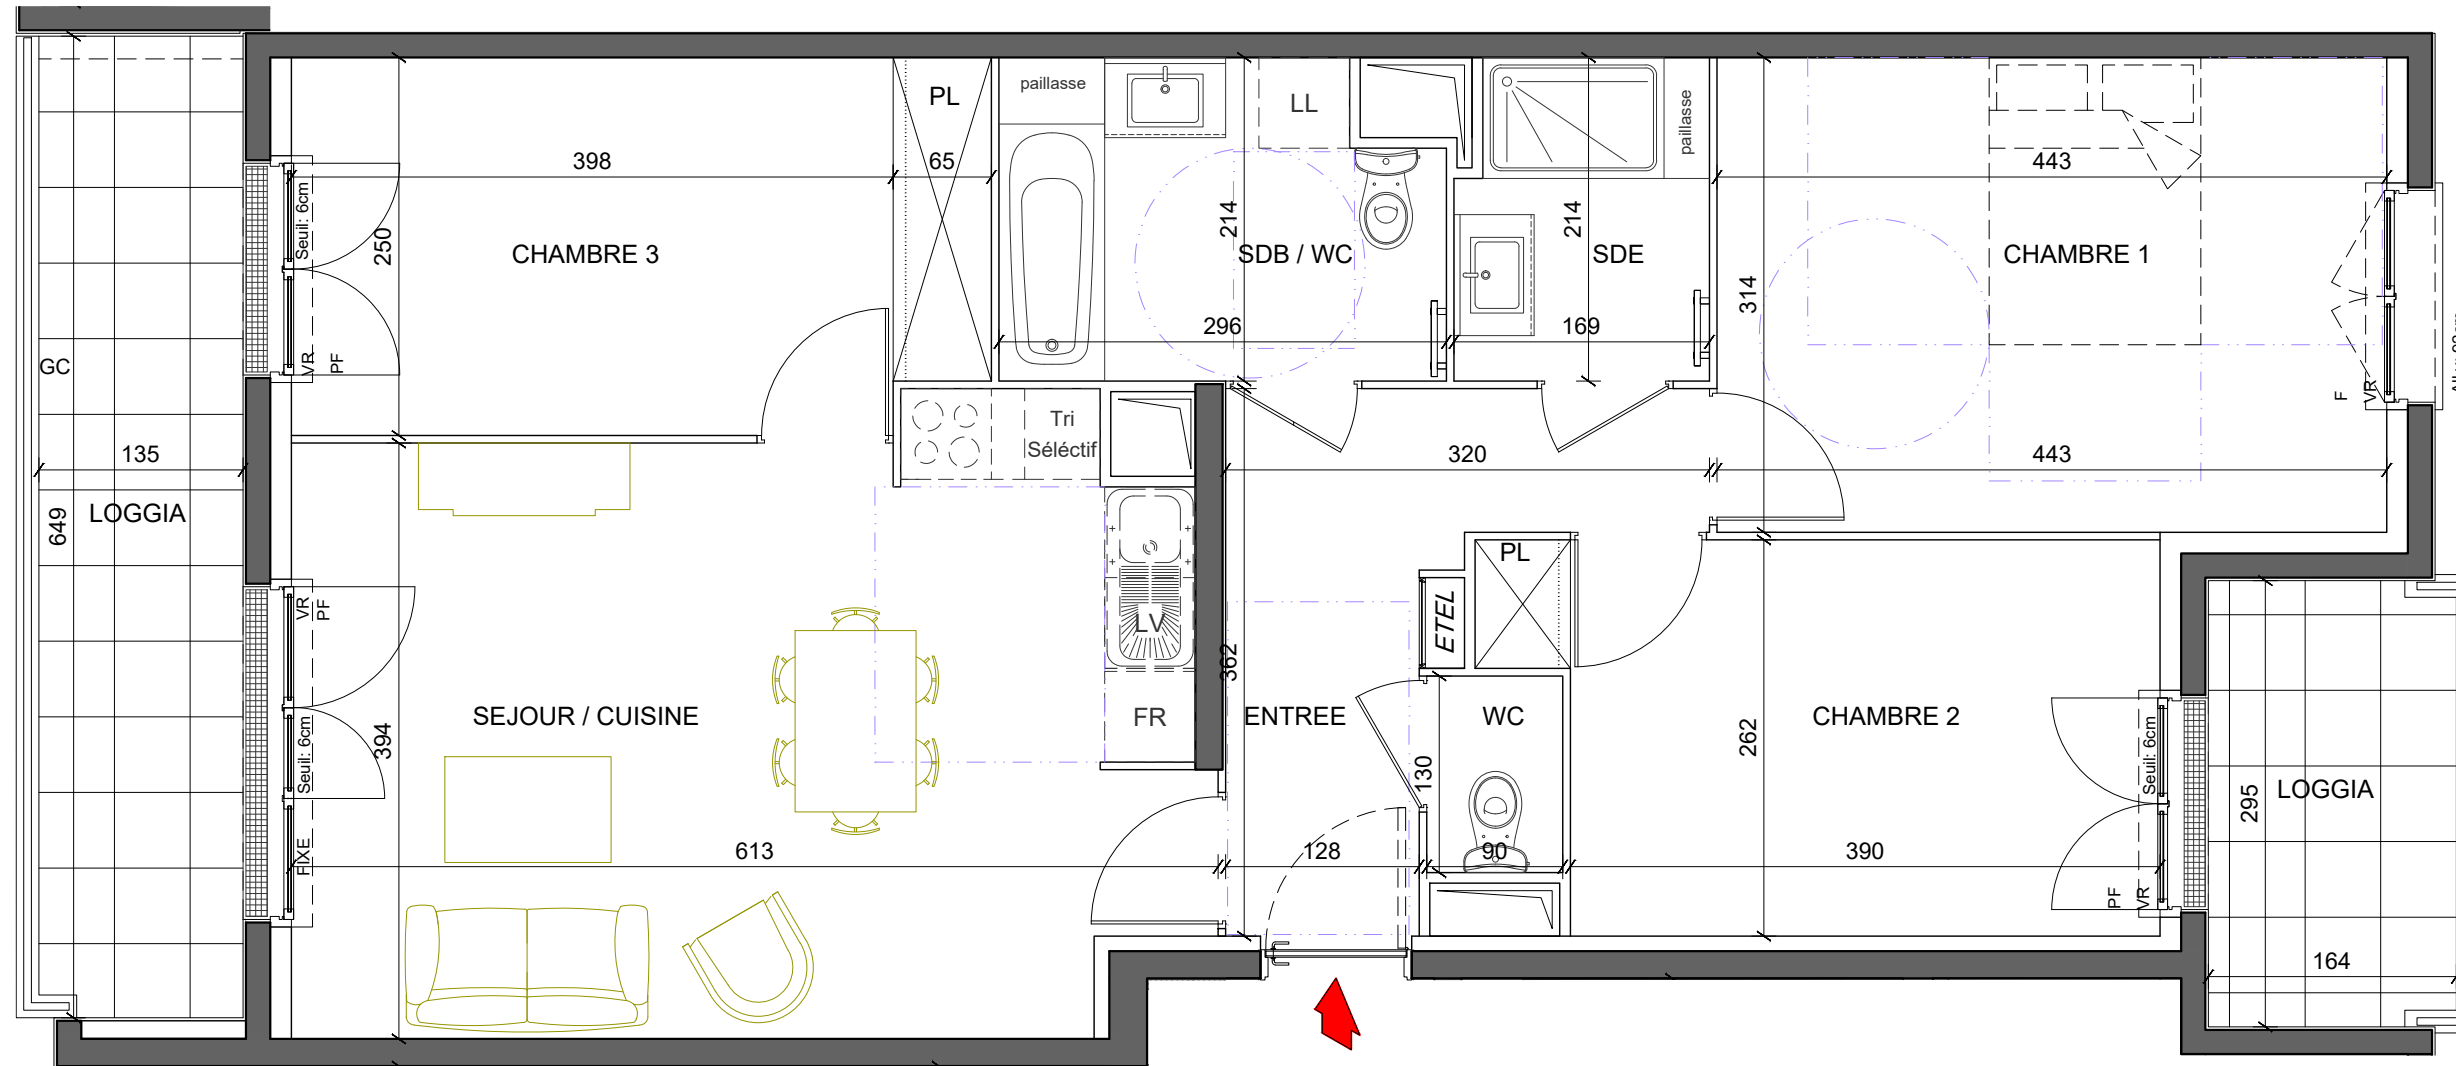 paillasse
PL
LL
paillasse
398
65
443
Seuil: 6cm
250
CHAMBRE 3
214
SDB / WC
214
SDE
CHAMBRE 1
314
296
169
GC
VR
PF
F
VR
Tri
Séléctif
135
320
443
LOGGIA
649
PL
VR
PF
LV
ETEL
362
SEJOUR / CUISINE
FR
ENTREE
WC
CHAMBRE 2
Seuil: 6cm
394
130
262
Seuil: 6cm
LOGGIA
295
FIXE
613
128
90
390
PF
VR
164